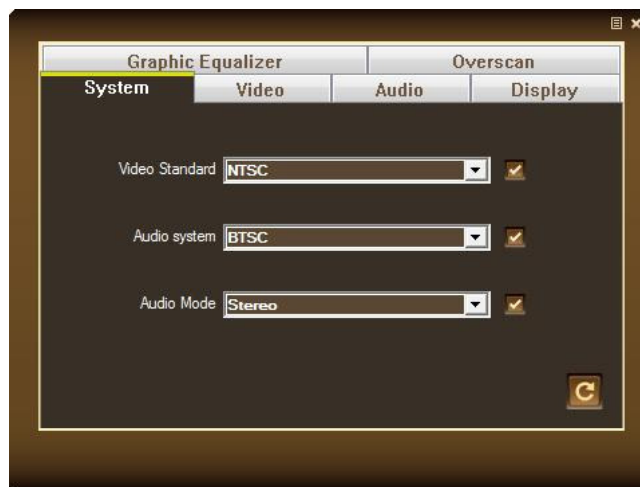 Graphic Equalizer Overscan
System Video Audio Display
Video Standard NTSC
Audio system BTSC
Audio Mode Stereo